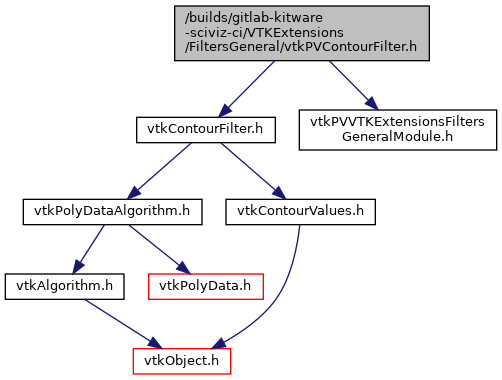 /builds/gitlab-kitware
-sciviz-ci/VTKExtensions
/FiltersGeneral/vtkPVContourFilter.h
vtkContourFilter.h
vtkPVVTKExtensionsFilters
GeneralModule.h
vtkPolyDataAlgorithm.h
vtkContourValues.h
vtkAlgorithm.h
vtkPolyData.h
vtkObject.h